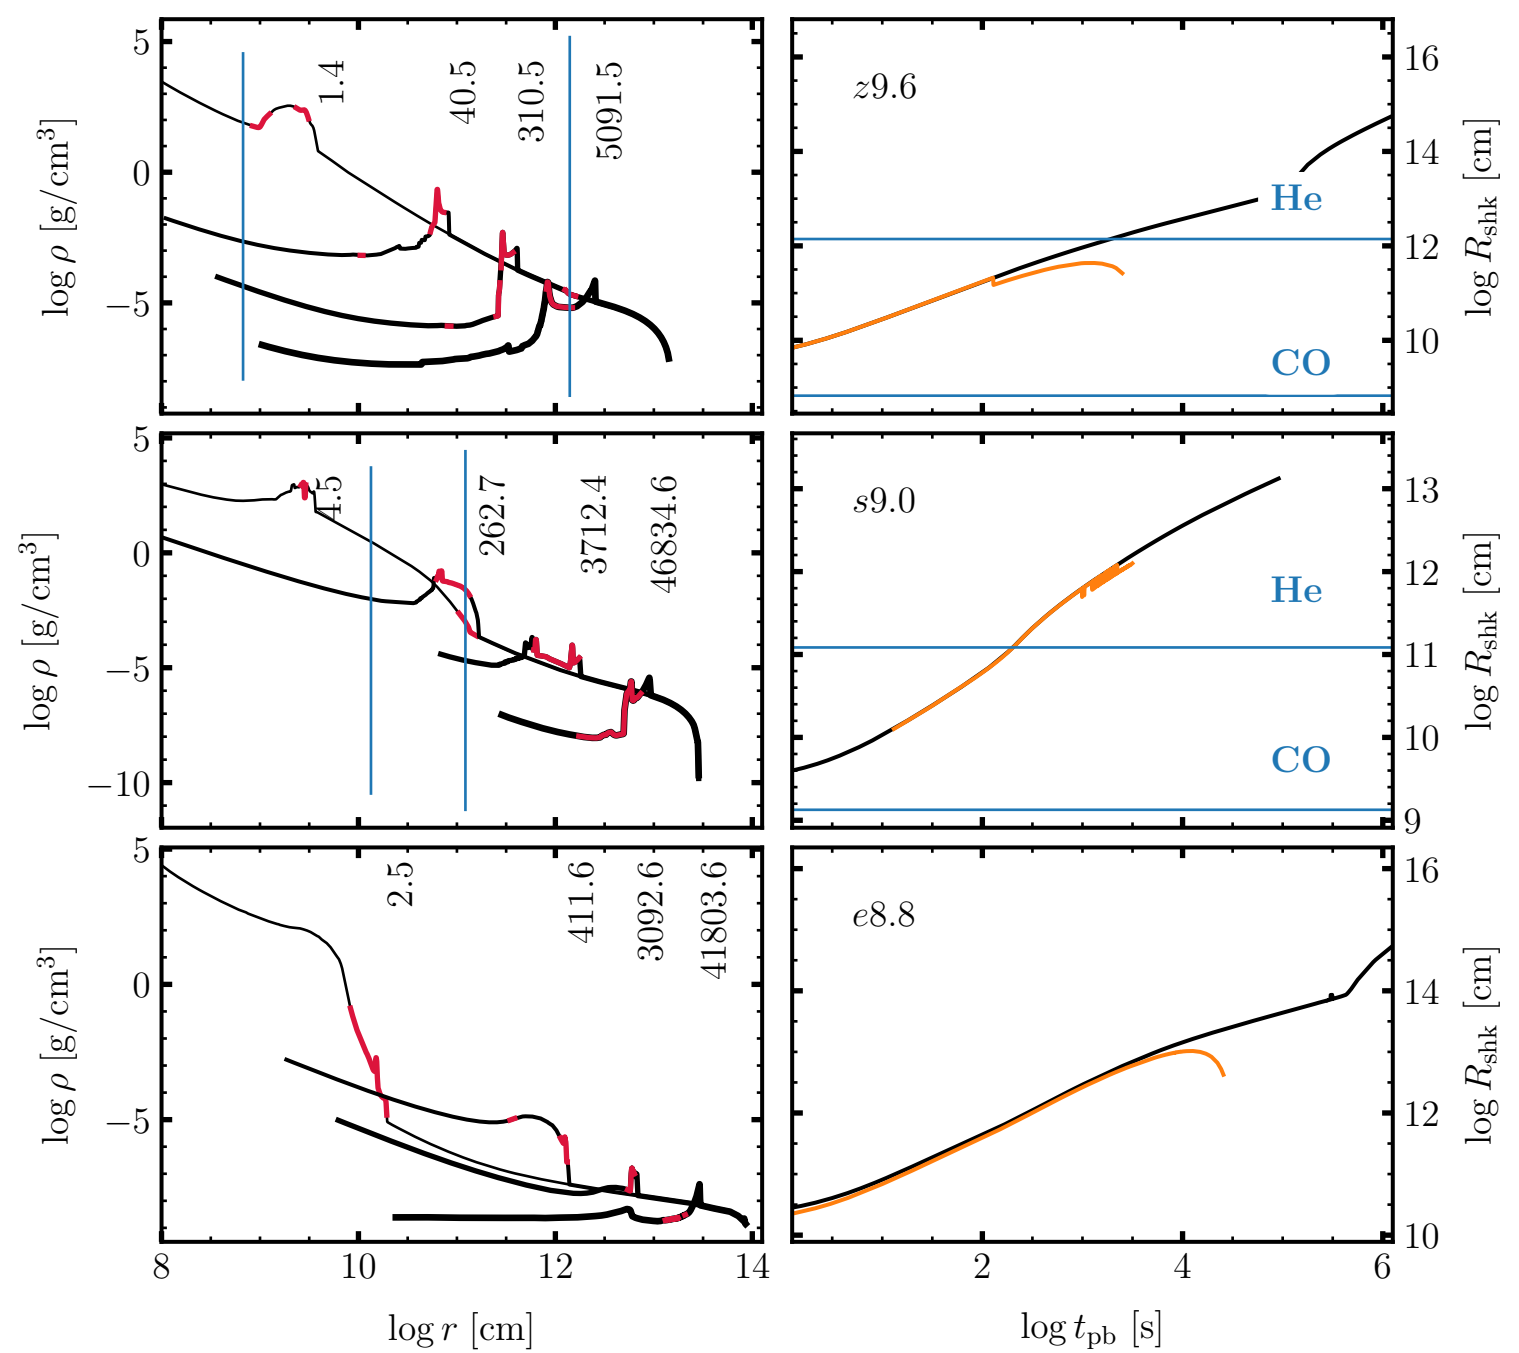 5
0
−5
log ρ [g/cm³]
1.4
40.5
310.5
5091.5
z9.6
He
CO
16
14
12
10
log R_shk [cm]
5
0
−5
−10
log ρ [g/cm³]
4.5
262.7
3712.4
46834.6
s9.0
He
CO
13
12
11
10
9
log R_shk [cm]
5
0
−5
log ρ [g/cm³]
2.5
411.6
3092.6
41803.6
8
10
12
14
log r [cm]
e8.8
16
14
12
10
log R_shk [cm]
2
4
6
log t_pb [s]